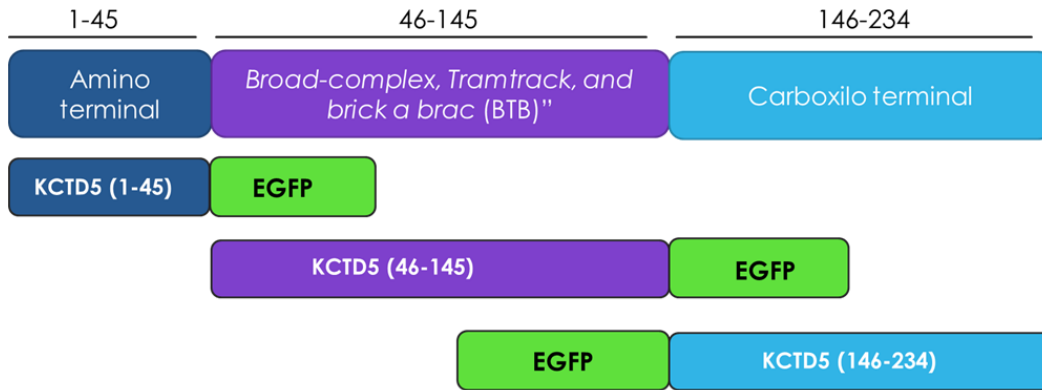 1-45
46-145
146-234
Amino
terminal
Broad-complex, Tramtrack, and
brick a brac (BTB)”
Carboxilo terminal
KCTD5 (1-45)
EGFP
KCTD5 (46-145)
EGFP
EGFP
KCTD5 (146-234)